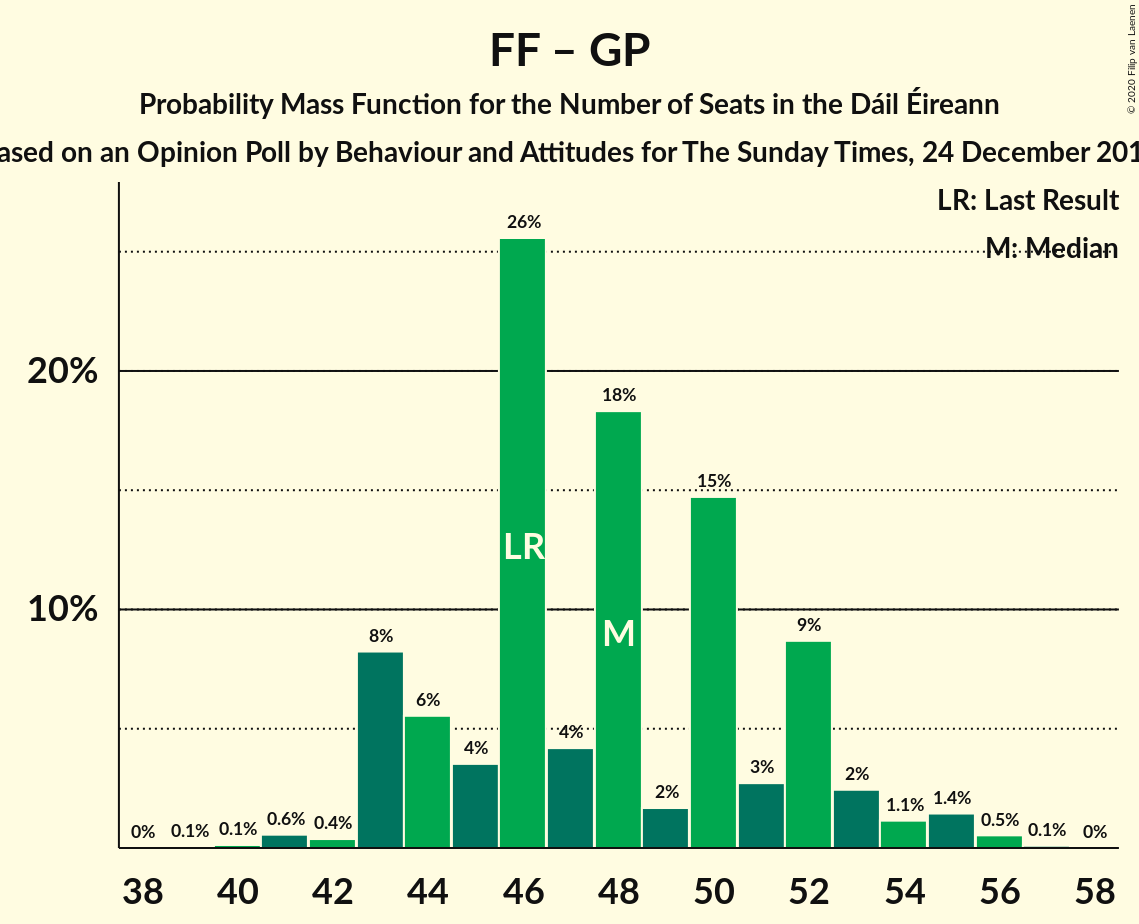 FF – GP
Probability Mass Function for the Number of Seats in the Dáil Éireann
ased on an Opinion Poll by Behaviour and Attitudes for The Sunday Times, 24 December 201
© 2020 Filip van Laenen
LR: Last Result
M: Median
26%
20%
18%
15%
LR
10%
M
9%
8%
6%
4%
4%
2%
3%
2%
0%
0.1%
0.1%
0.6%
0.4%
1.1%
1.4%
0.5%
0.1%
0%
38 40 42 44 46 48 50 52 54 56 58